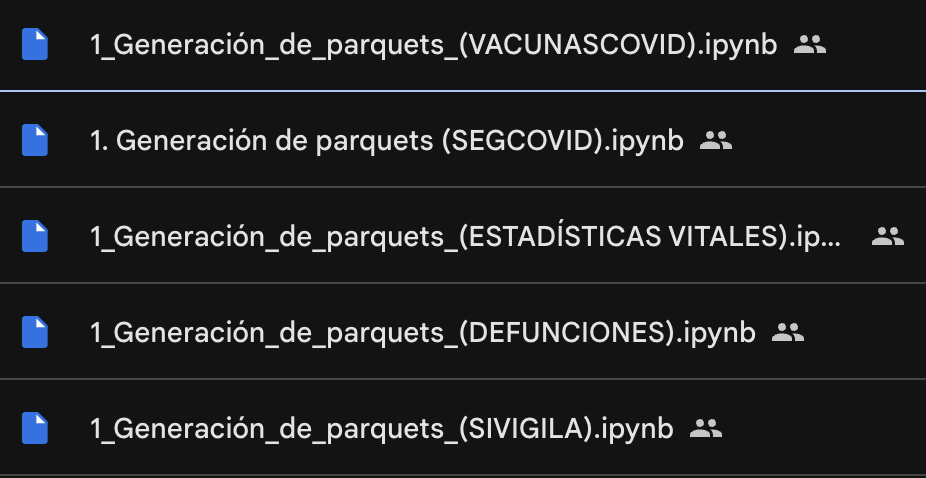 1_Generación_de_parquets_(VACUNASCOVID).ipynb
1. Generación de parquets (SEGCOVID).ipynb
1_Generación_de_parquets_(ESTADÍSTICAS VITALES).ip...
1_Generación_de_parquets_(DEFUNCIONES).ipynb
1_Generación_de_parquets_(SIVIGILA).ipynb